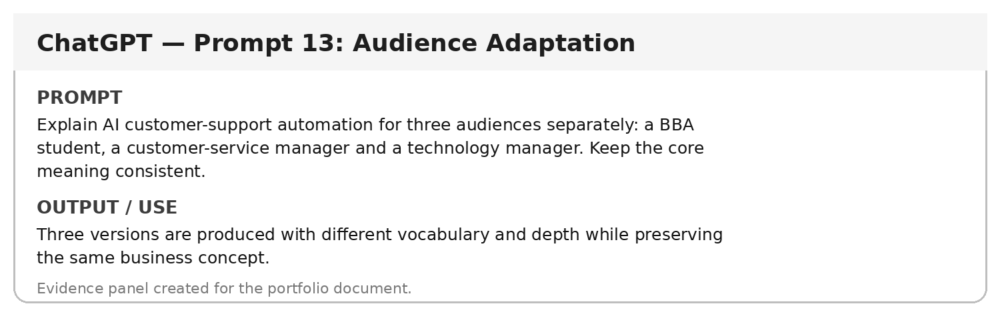 ChatGPT — Prompt 13: Audience Adaptation
PROMPT
Explain AI customer-support automation for three audiences separately: a BBA
student, a customer-service manager and a technology manager. Keep the core
meaning consistent.
OUTPUT / USE
Three versions are produced with different vocabulary and depth while preserving
the same business concept.
Evidence panel created for the portfolio document.